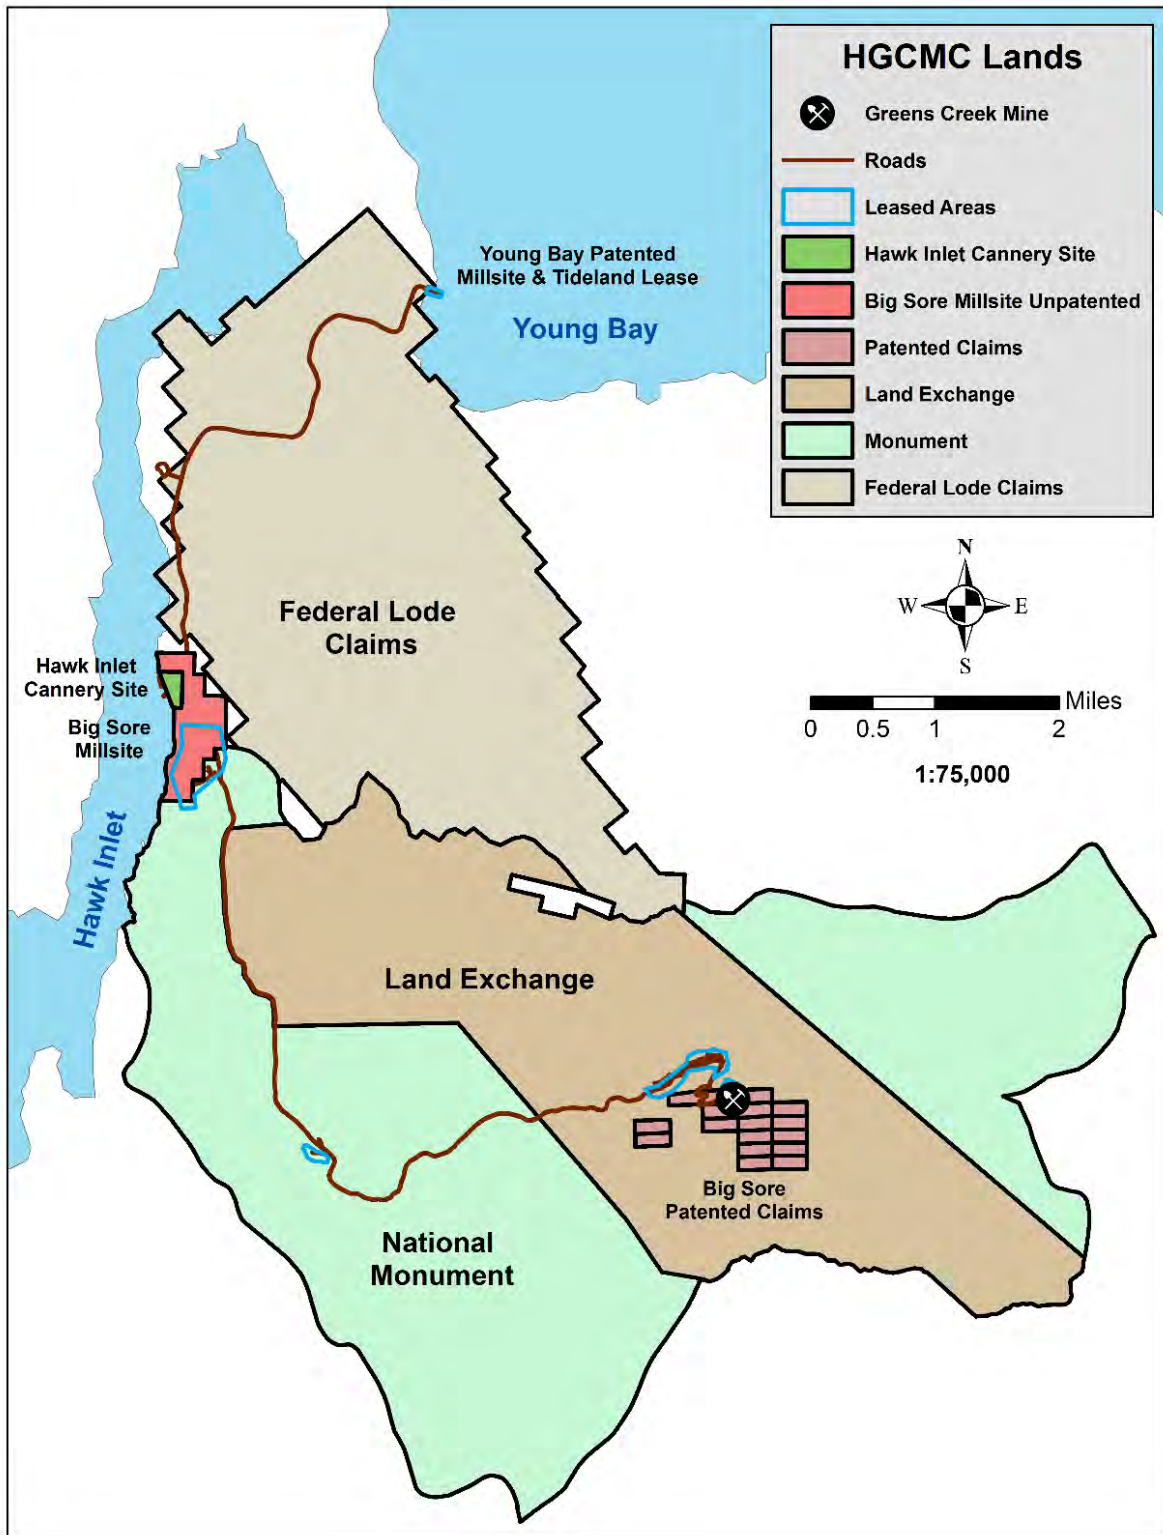 HGCMC Lands
Greens Creek Mine
Roads
Leased Areas
Hawk Inlet Cannery Site
Big Sore Millsite Unpatented
Patented Claims
Land Exchange
Monument
Federal Lode Claims
Young Bay Patented
Millsite & Tideland Lease
Young Bay
N
W
E
S
Miles
0
0.5
1
2
1:75,000
Federal Lode
Claims
Hawk Inlet
Cannery Site
Big Sore
Millsite
Hawk Inlet
Land Exchange
Big Sore
Patented Claims
National
Monument